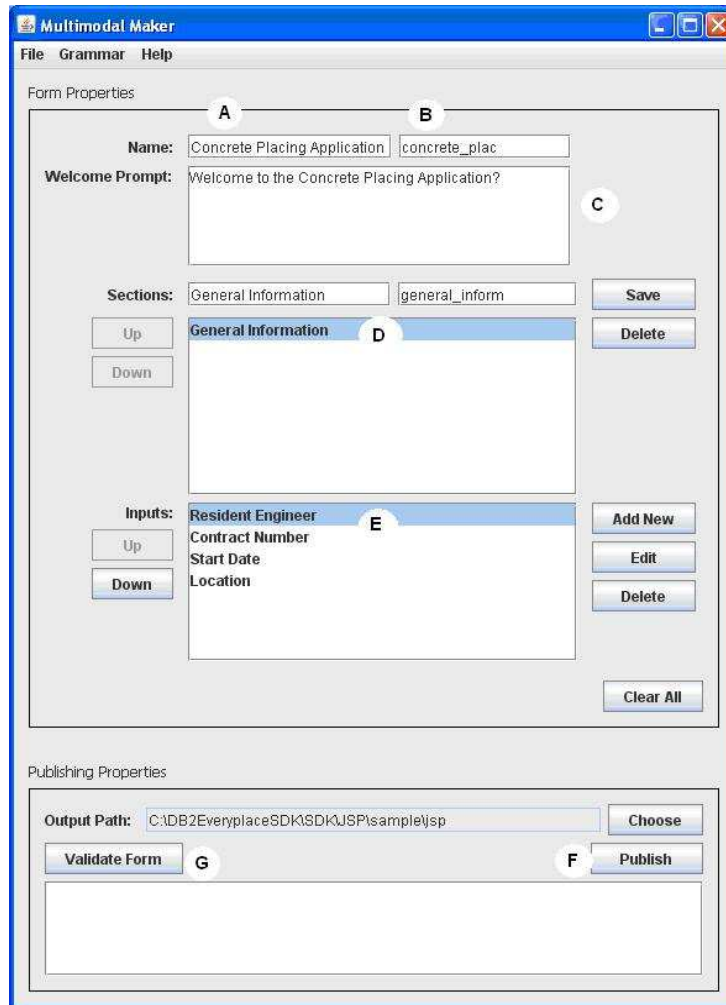 Multimodal Maker
File Grammar Help
Form Properties
A B
Name: Concrete Placing Application concrete_plac
Welcome Prompt: Welcome to the Concrete Placing Application?
C
Sections: General Information general_inform Save
Up General Information D Delete
Down
Inputs: Resident Engineer E Add New
Contract Number
Up Start Date Edit
Down Location Delete
Clear All
Publishing Properties
Output Path: C:\DB2EveryplaceSDK\SDK\JSP\sample\jsp Choose
Validate Form G F Publish